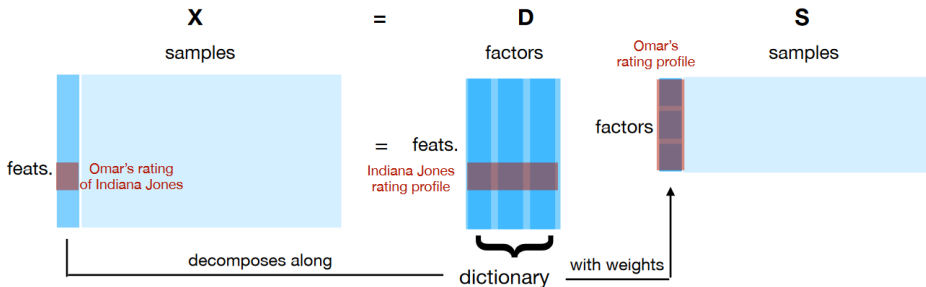 X = D S
samples
factors
Omar's
rating profile
samples
feats.
Omar's rating
of Indiana Jones
= feats.
Indiana Jones
rating profile
factors
decomposes along
dictionary
with weights